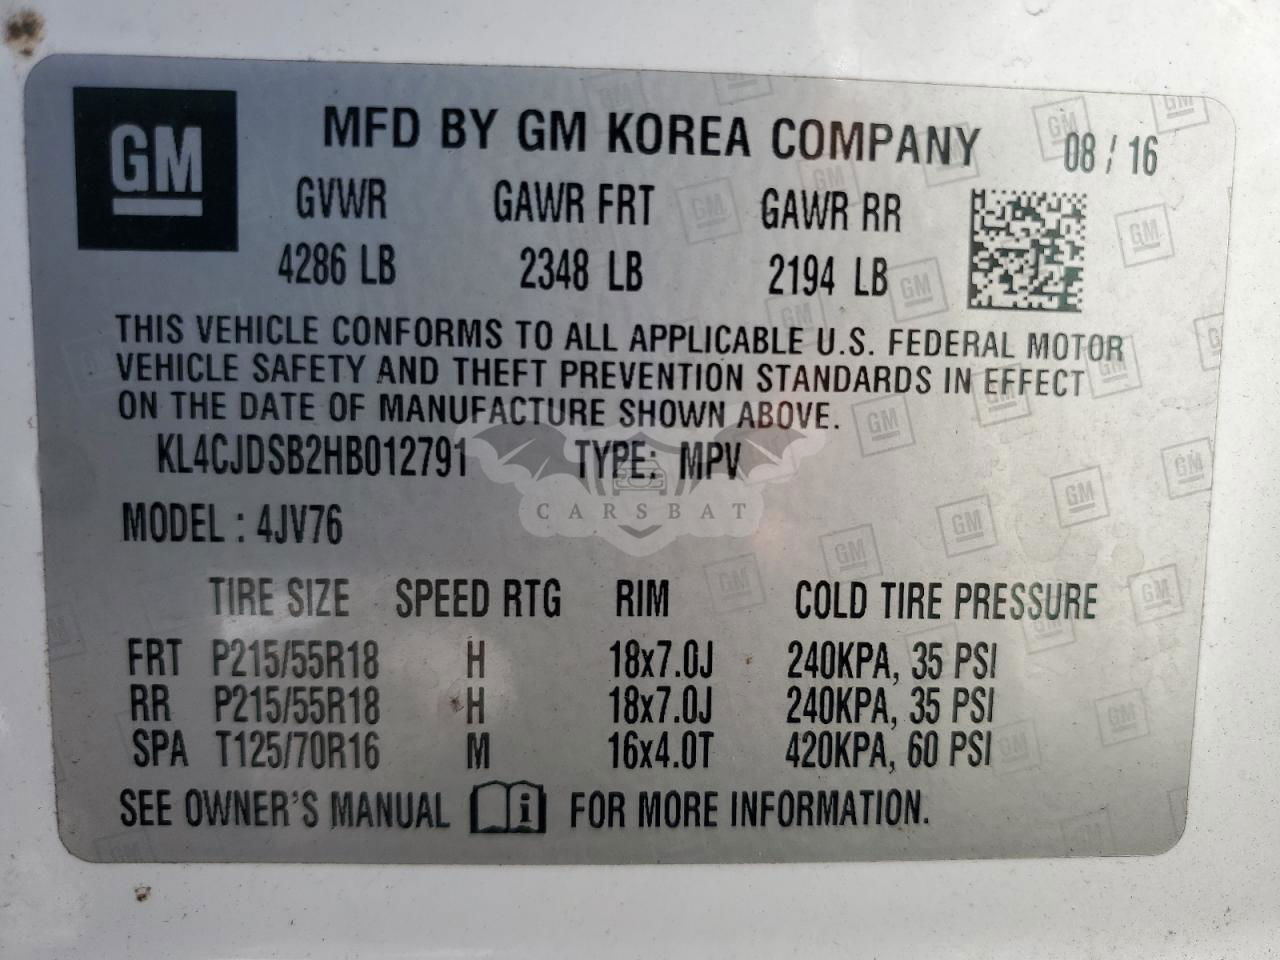 GM
MFD BY GM KOREA COMPANY 08 / 16
GVWR GAWR FRT GAWR RR
4286 LB 2348 LB 2194 LB
THIS VEHICLE CONFORMS TO ALL APPLICABLE U.S. FEDERAL MOTOR
VEHICLE SAFETY AND THEFT PREVENTION STANDARDS IN EFFECT
ON THE DATE OF MANUFACTURE SHOWN ABOVE.
KL4CJDSB2HB012791 TYPE: MPV
CARSBAT
MODEL : 4JV76
TIRE SIZE SPEED RTG RIM COLD TIRE PRESSURE
FRT P215/55R18 H 18x7.0J 240KPA, 35 PSI
RR P215/55R18 H 18x7.0J 240KPA, 35 PSI
SPA T125/70R16 M 16x4.0T 420KPA, 60 PSI
SEE OWNER'S MANUAL i FOR MORE INFORMATION.